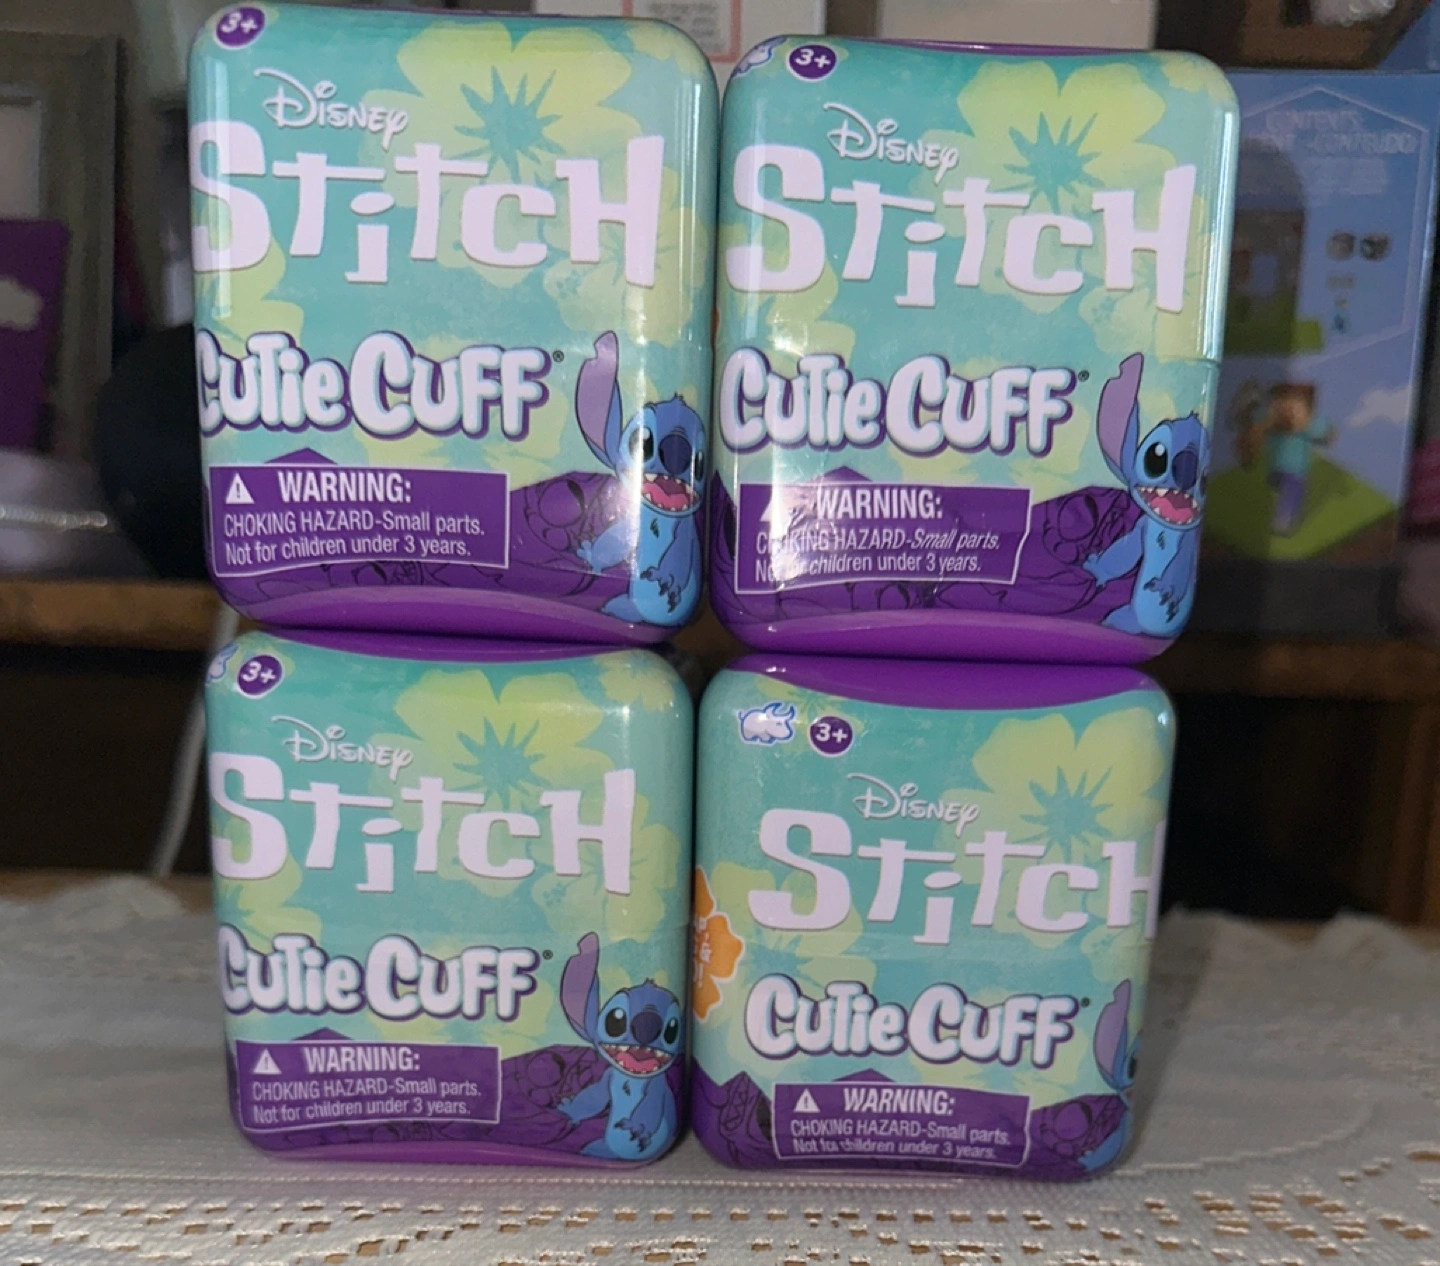 3+
Disney
Stitch
Cutie Cuff®
WARNING:
CHOKING HAZARD-Small parts.
Not for children under 3 years.
3+
Disney
Stitch
Cutie Cuff®
WARNING:
CHOKING HAZARD-Small parts.
Not for children under 3 years.
3+
Disney
Stitch
Cutie Cuff®
WARNING:
CHOKING HAZARD-Small parts.
Not for children under 3 years.
3+
Disney
Stitch
Cutie Cuff®
WARNING:
CHOKING HAZARD-Small parts.
Not for children under 3 years.
CONTENTS